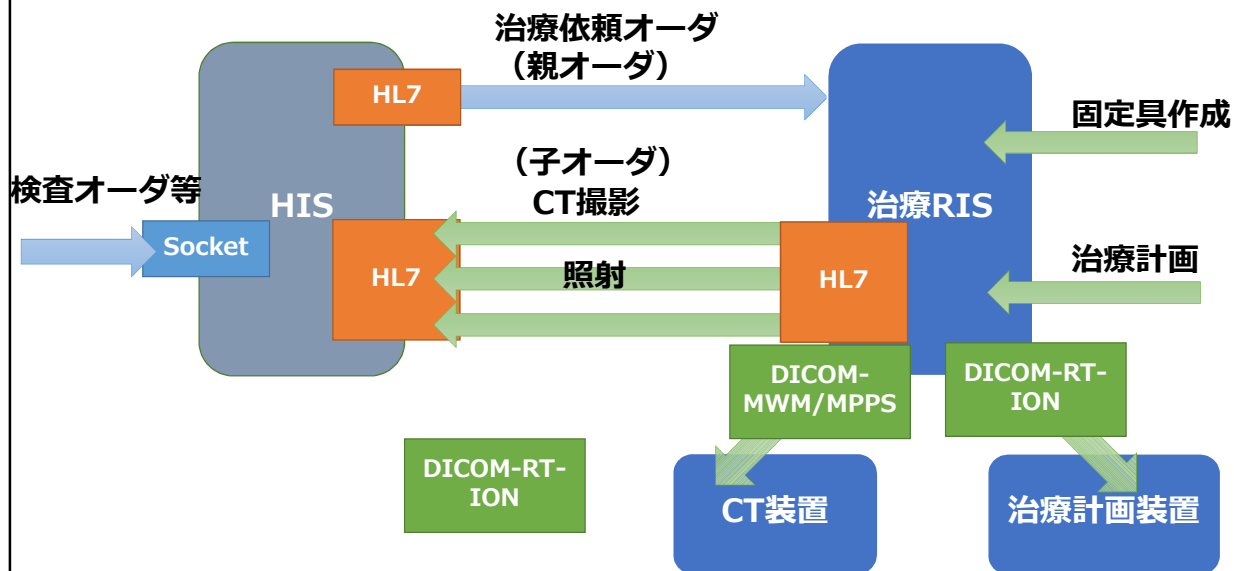 治療依頼オーダ
（親オーダ）
HL7
固定具作成
（子オーダ）
検査オーダ等
HIS
CT撮影
治療RIS
Socket
HL7
照射
HL7
治療計画
DICOM-
MWM/MPPS
DICOM-RT-
ION
DICOM-RT-
ION
CT装置
治療計画装置